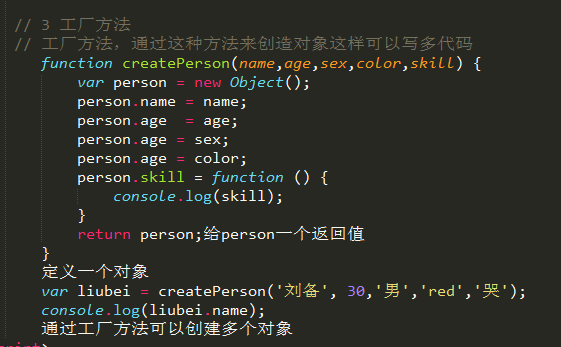 // 3 工厂方法
// 工厂方法，通过这种方法来创造对象这样可以写多代码
function createPerson(name,age,sex,color,skill) {
var person = new Object();
person.name = name;
person.age  = age;
person.age = sex;
person.age = color;
person.skill = function () {
console.log(skill);
}
return person;给person一个返回值
}
定义一个对象
var liubei = createPerson('刘备', 30,'男','red','哭');
console.log(liubei.name);
通过工厂方法可以创建多个对象